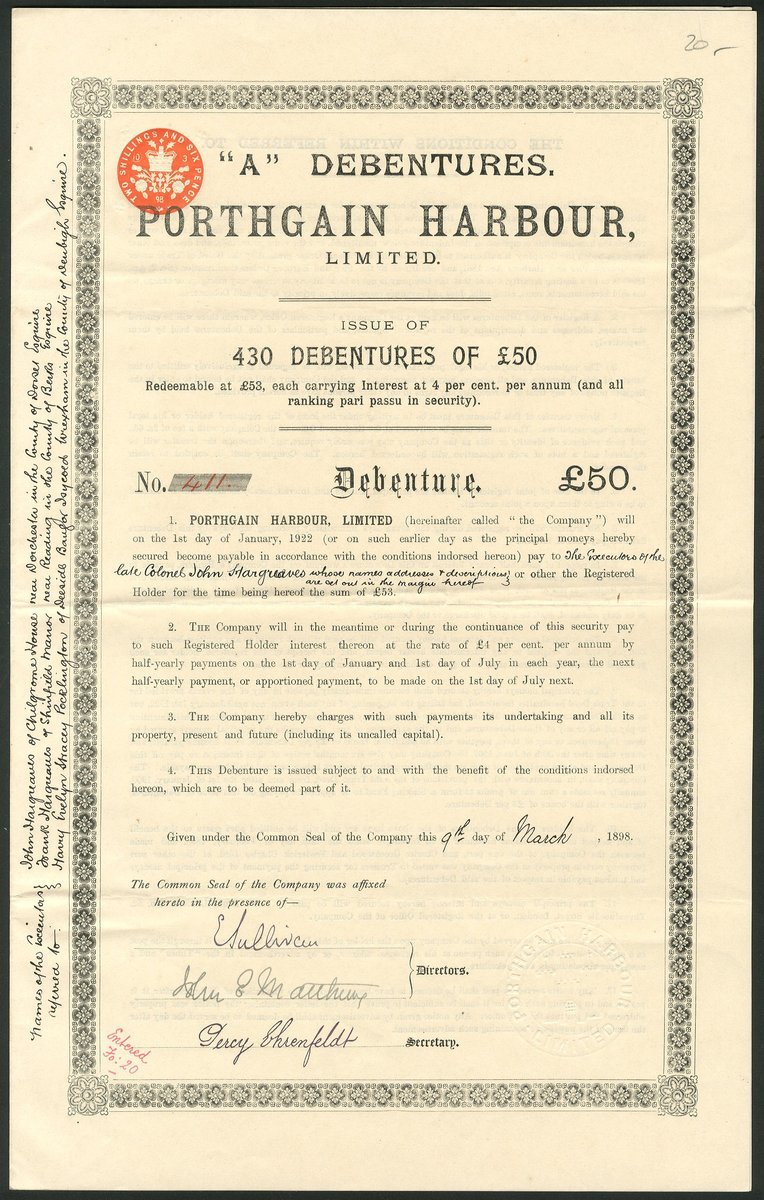 20
TWO SHILLINGS AND SIX PENCE
98
"A" DEBENTURES.
PORTHGAIN HARBOUR,
LIMITED.
ISSUE OF
430 DEBENTURES OF £50
Redeemable at £53, each carrying Interest at 4 per cent. per annum (and all
ranking pari passu in security).
No. 411. Debenture. £50.
1. PORTHGAIN HARBOUR, LIMITED (hereinafter called "the Company") will
on the 1st day of January, 1922 (or on such earlier day as the principal moneys hereby
secured become payable in accordance with the conditions indorsed hereon) pay to The Executors of the
late Colonel John Hargreaves whose names addresses & descriptions
are set out in the margin hereof or other the Registered
Holder for the time being hereof the sum of £53.
2. THE Company will in the meantime or during the continuance of this security pay
to such Registered Holder interest thereon at the rate of £4 per cent. per annum by
half-yearly payments on the 1st day of January and 1st day of July in each year, the next
half-yearly payment, or apportioned payment, to be made on the 1st day of July next.
3. THE Company hereby charges with such payments its undertaking and all its
property, present and future (including its uncalled capital).
4. THIS Debenture is issued subject to and with the benefit of the conditions indorsed
hereon, which are to be deemed part of it.
Given under the Common Seal of the Company this 9th day of March, 1898.
The Common Seal of the Company was affixed
hereto in the presence of—
E Sullivan
John E Matthews
Directors.
Percy Ehrenfeldt Secretary.
PORTHGAIN HARBOUR
LIMITED
Entered
Fo: 20
Names of the Executors
referred to
John Hargreaves of Chilgrome House near Dorchester in the County of Dorset Esquire
Frank Hargreaves of Shinfield Manor near Reading in the County of Berks Esquire
Harry Evelyn Stracey Pocklington of Deeside Bangor Isycoed Wrexham in the County of Denbigh Esquire.